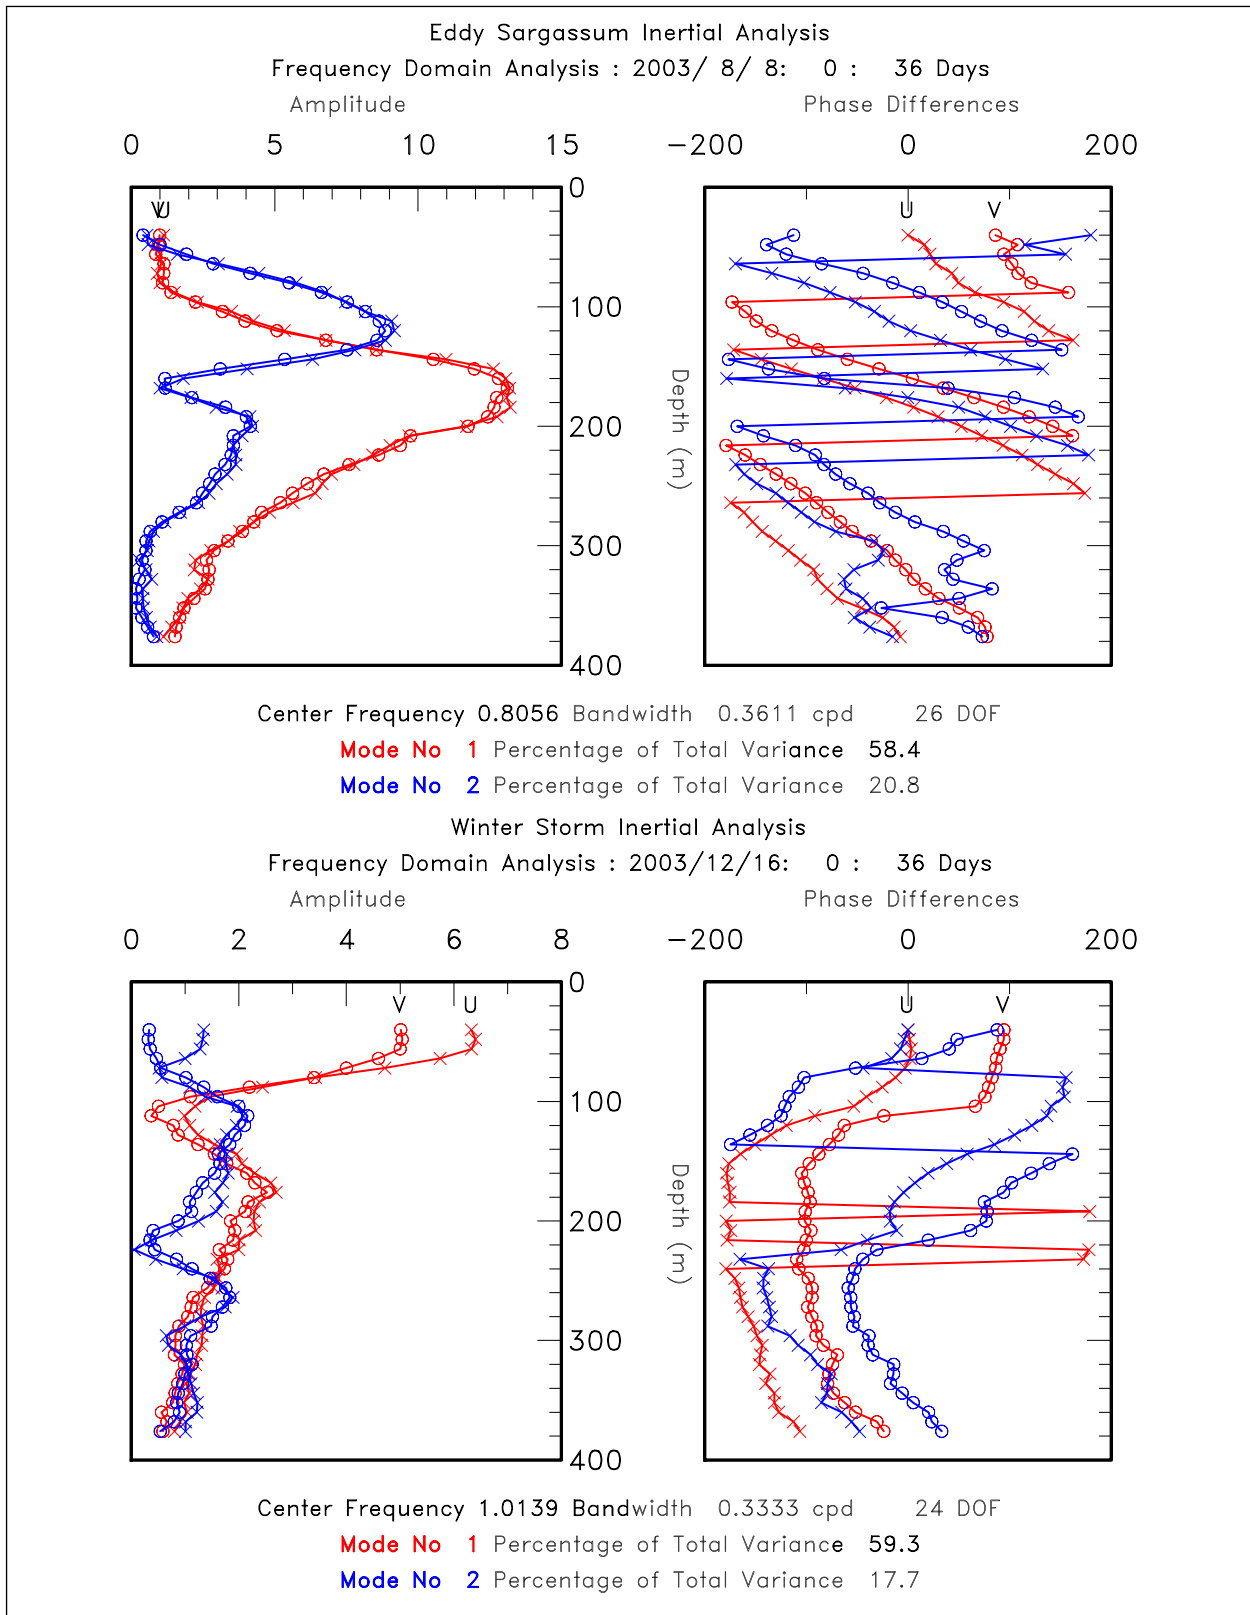 Eddy Sargassum Inertial Analysis
Frequency Domain Analysis : 2003/ 8/ 8: 0 : 36 Days
Amplitude Phase Differences
0 5 10 15 -200 0 200
0
V U U V
100
200
Depth (m)
300
400
Center Frequency 0.8056 Bandwidth 0.3611 cpd 26 DOF
Mode No 1 Percentage of Total Variance 58.4
Mode No 2 Percentage of Total Variance 20.8
Winter Storm Inertial Analysis
Frequency Domain Analysis : 2003/12/16: 0 : 36 Days
Amplitude Phase Differences
0 2 4 6 8 -200 0 200
0
V U U V
100
200
Depth (m)
300
400
Center Frequency 1.0139 Bandwidth 0.3333 cpd 24 DOF
Mode No 1 Percentage of Total Variance 59.3
Mode No 2 Percentage of Total Variance 17.7